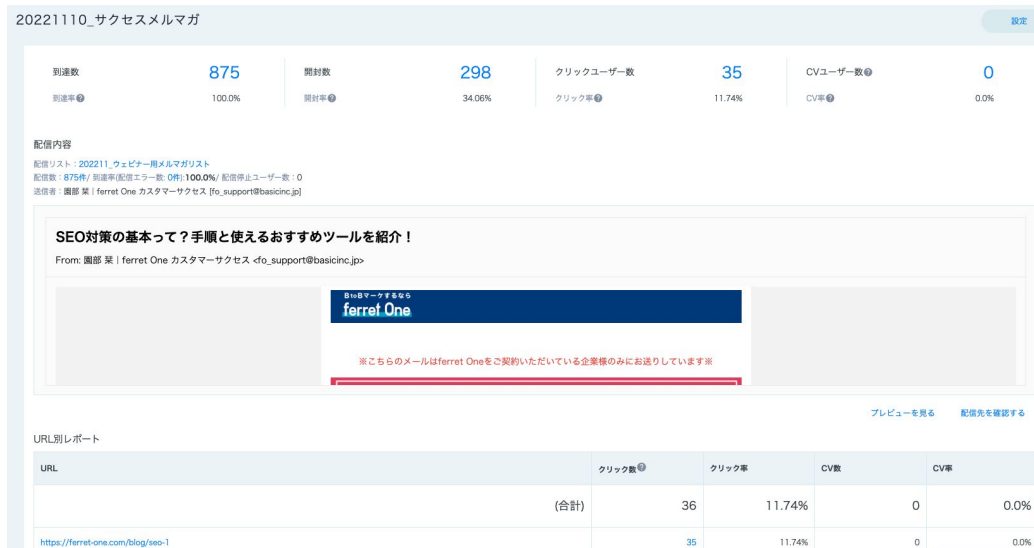 20221110_サクセスメルマガ
設定
到達数 875 開封数 298 クリックユーザー数 35 CVユーザー数 0
到達率 100.0% 開封率 34.06% クリック率 11.74% CV率 0.0%
配信内容
配信リスト：202211_ウェビナー用メルマガリスト
配信数：875件/ 到達率(配信エラー数: 0件):100.0%/ 配信停止ユーザー数：0
送信者：園部 栞｜ferret One カスタマーサクセス [fo_support@basicinc.jp]
SEO対策の基本って？手順と使えるおすすめツールを紹介！
From: 園部 栞｜ferret One カスタマーサクセス <fo_support@basicinc.jp>
BtoBマーケするなら
ferret One
※こちらのメールはferret Oneをご契約いただいている企業様のみにお送りしています※
プレビューを見る 配信先を確認する
URL別レポート
URL クリック数 クリック率 CV数 CV率
(合計) 36 11.74% 0 0.0%
https://ferret-one.com/blog/seo-1 35 11.74% 0 0.0%